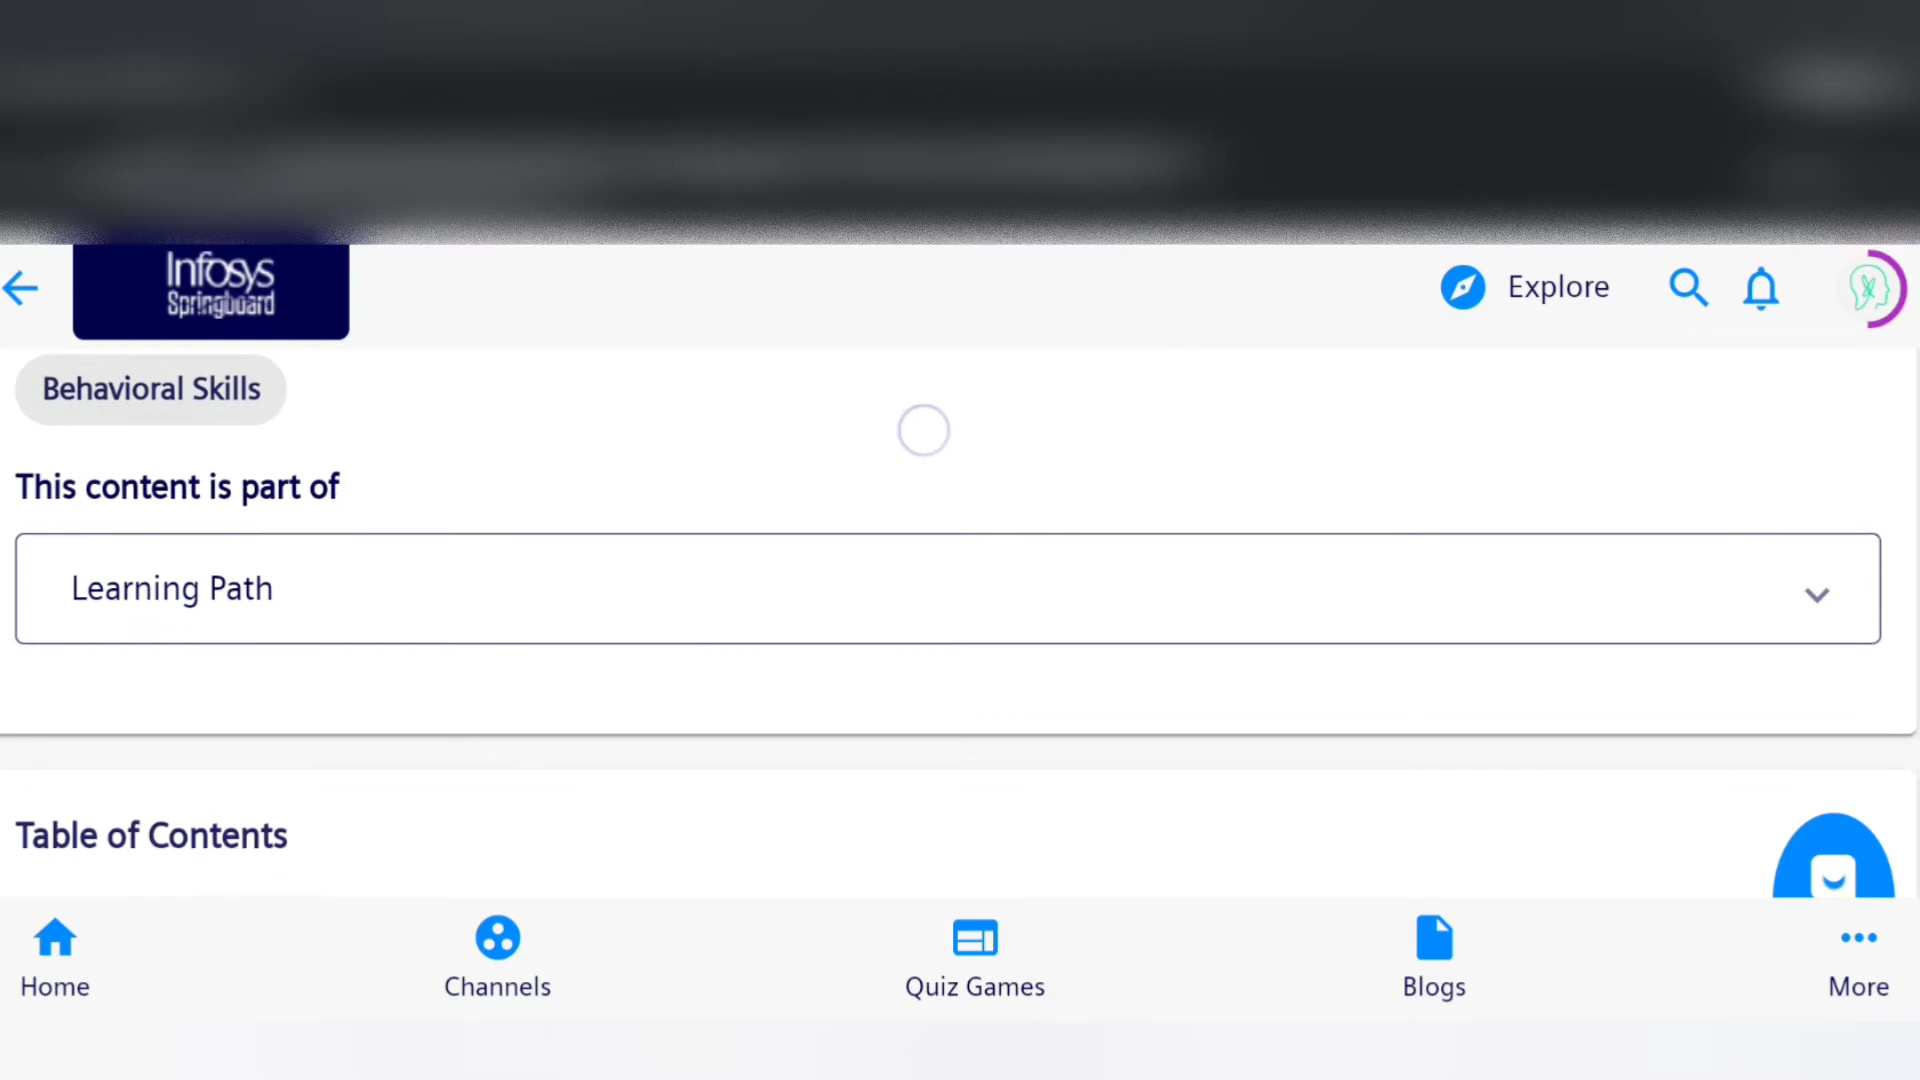 Infosys
Springboard
Explore
Behavioral Skills
This content is part of
Learning Path
Table of Contents
Home
Channels
Quiz Games
Blogs
More